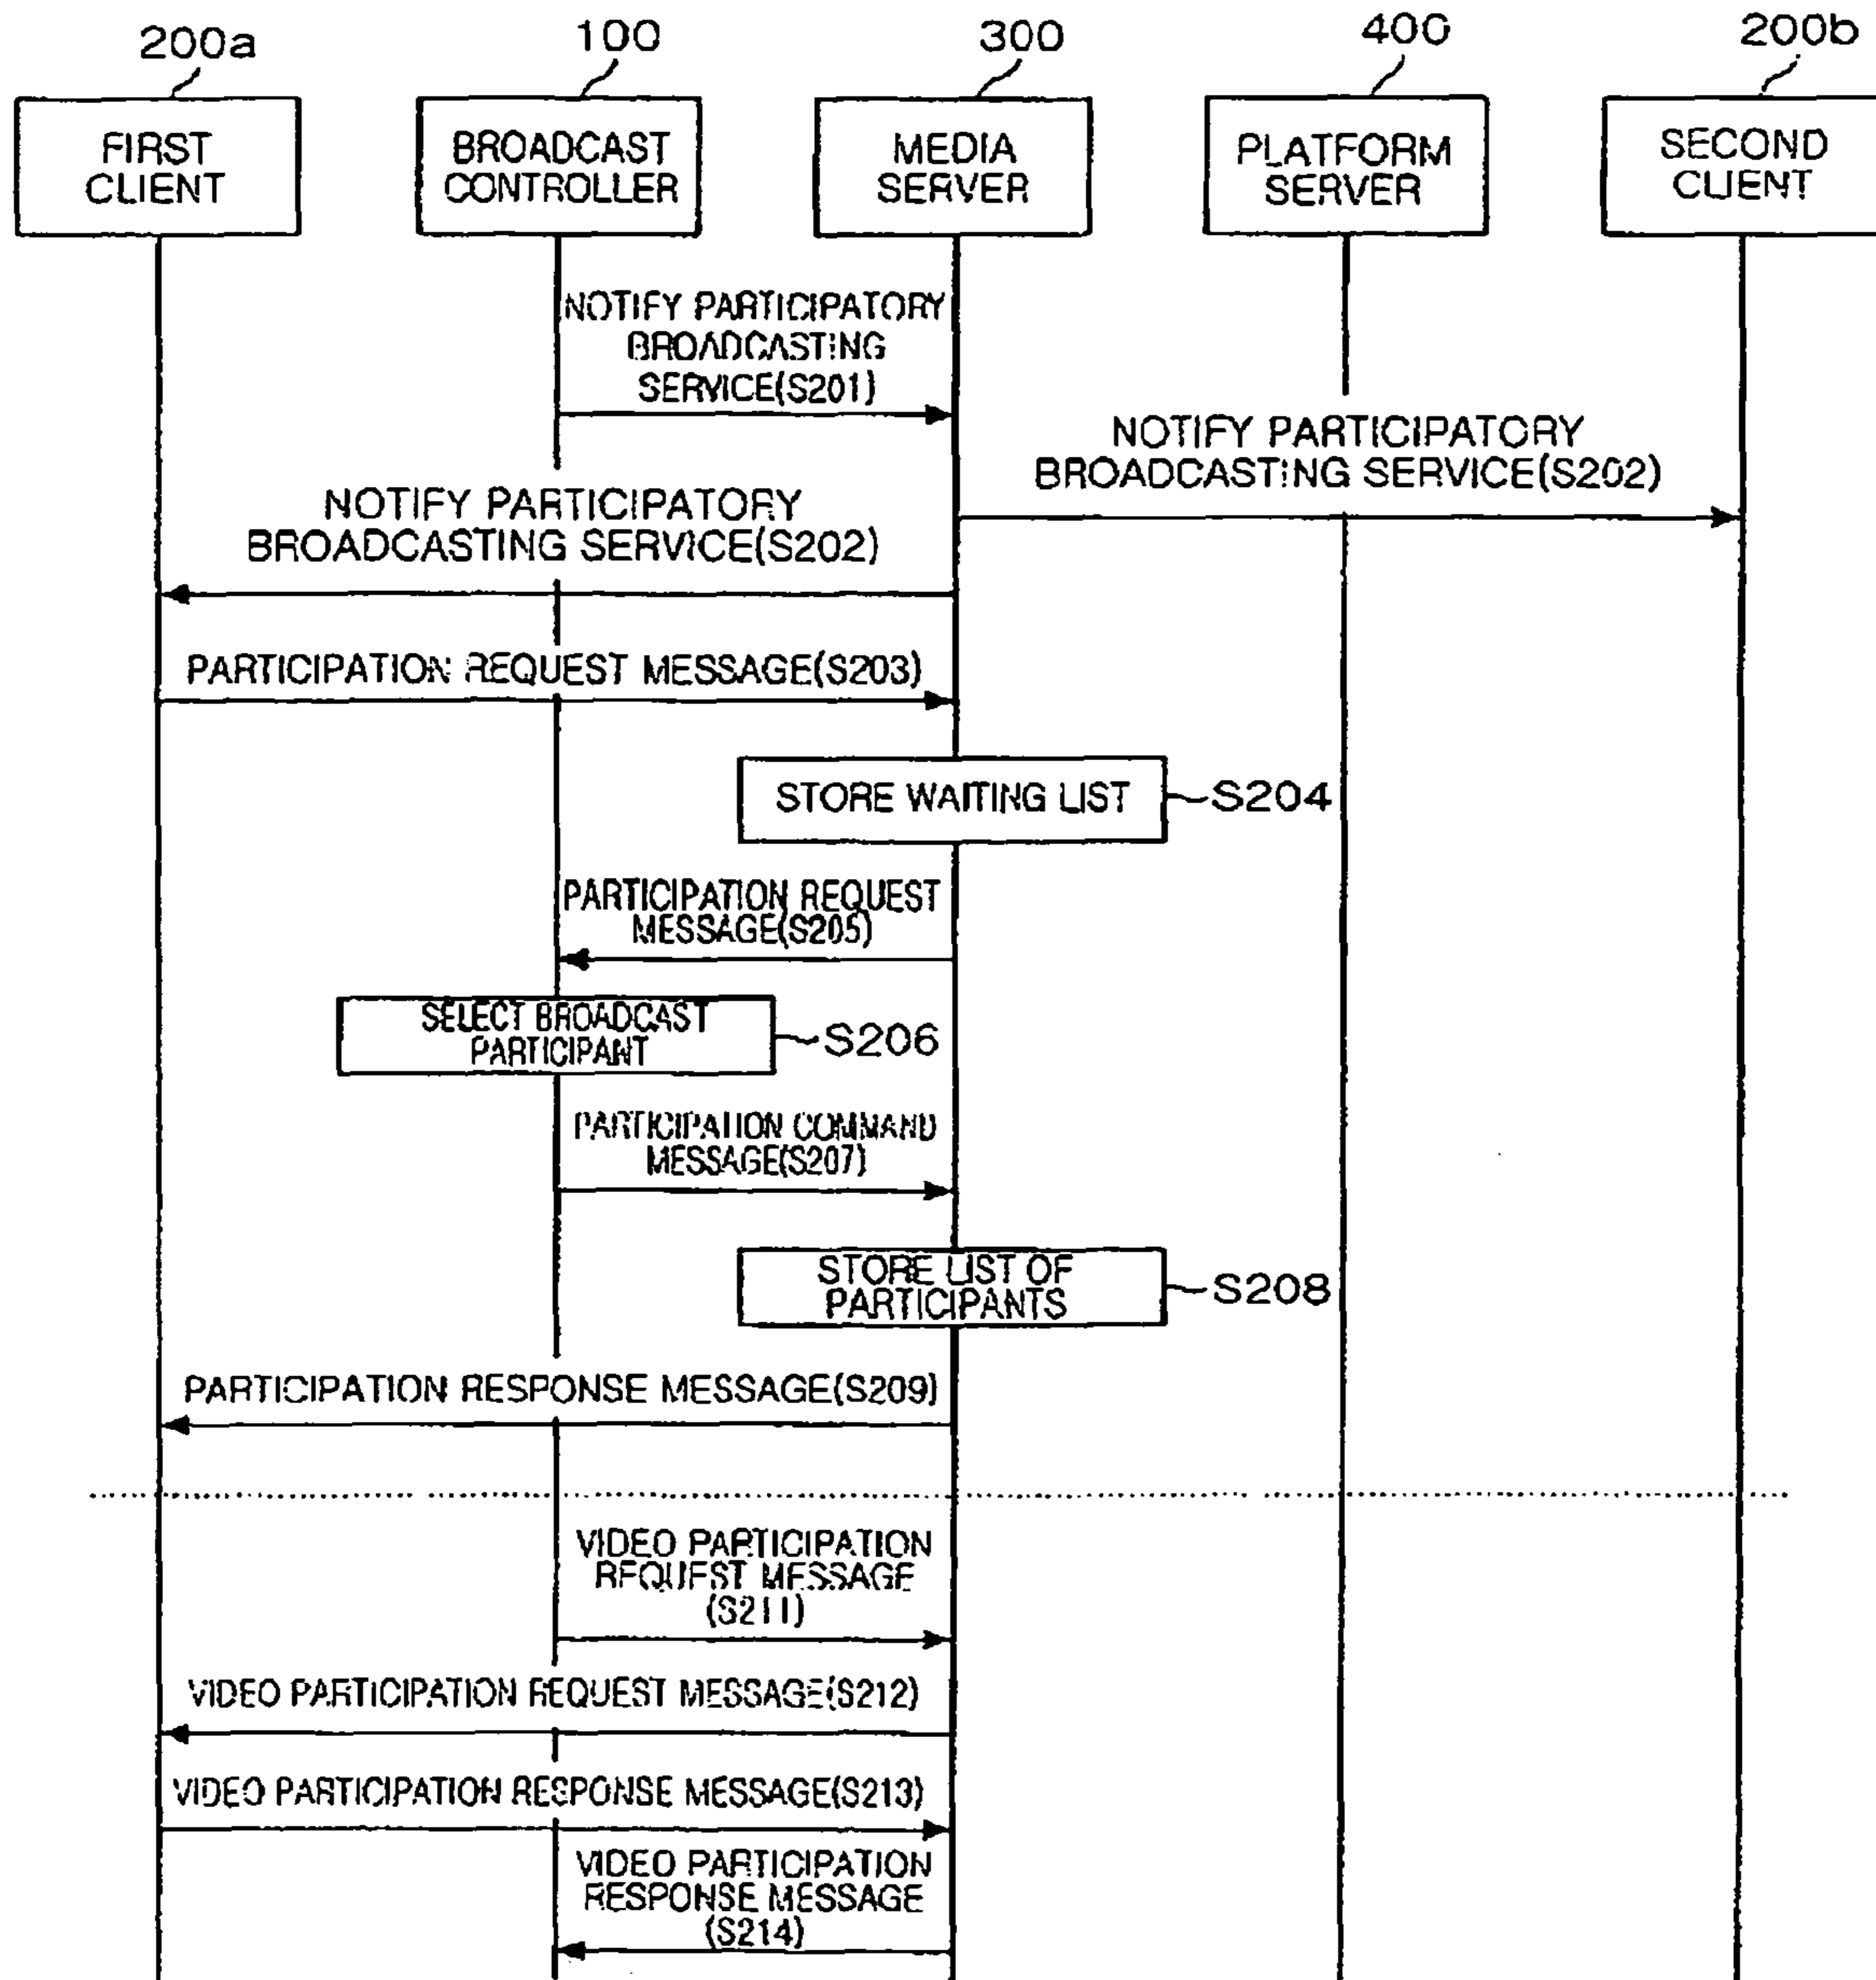 200a
100
300
400
200b
FIRST
CLIENT
BROADCAST
CONTROLLER
MEDIA
SERVER
PLATFORM
SERVER
SECOND
CLIENT
NOTIFY PARTICIPATORY
BROADCASTING
SERVICE(S201)
NOTIFY PARTICIPATORY
BROADCASTING SERVICE(S202)
NOTIFY PARTICIPATORY
BROADCASTING SERVICE(S202)
PARTICIPATION REQUEST MESSAGE(S203)
STORE WAITING LIST
S204
PARTICIPATION REQUEST
MESSAGE(S205)
SELECT BROADCAST
PARTICIPANT
S206
PARTICIPATION COMMAND
MESSAGE(S207)
STORE LIST OF
PARTICIPANTS
S208
PARTICIPATION RESPONSE MESSAGE(S209)
VIDEO PARTICIPATION
REQUEST MESSAGE
(S211)
VIDEO PARTICIPATION REQUEST MESSAGE(S212)
VIDEO PARTICIPATION RESPONSE MESSAGE(S213)
VIDEO PARTICIPATION
RESPONSE MESSAGE
(S214)